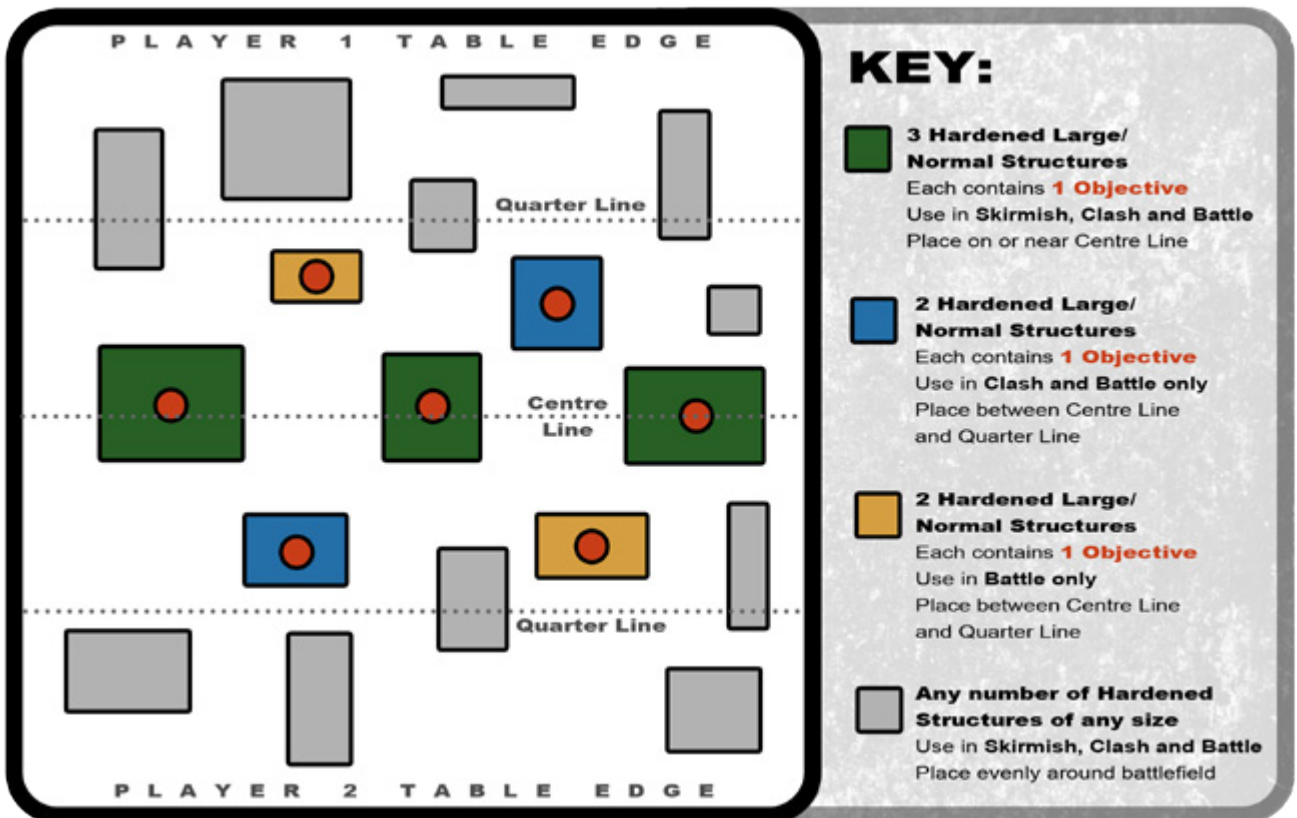 PLAYER 1 TABLE EDGE
Quarter Line
Centre
Line
Quarter Line
PLAYER 2 TABLE EDGE
KEY:
3 Hardened Large/
Normal Structures
Each contains 1 Objective
Use in Skirmish, Clash and Battle
Place on or near Centre Line
2 Hardened Large/
Normal Structures
Each contains 1 Objective
Use in Clash and Battle only
Place between Centre Line
and Quarter Line
2 Hardened Large/
Normal Structures
Each contains 1 Objective
Use in Battle only
Place between Centre Line
and Quarter Line
Any number of Hardened
Structures of any size
Use in Skirmish, Clash and Battle
Place evenly around battlefield